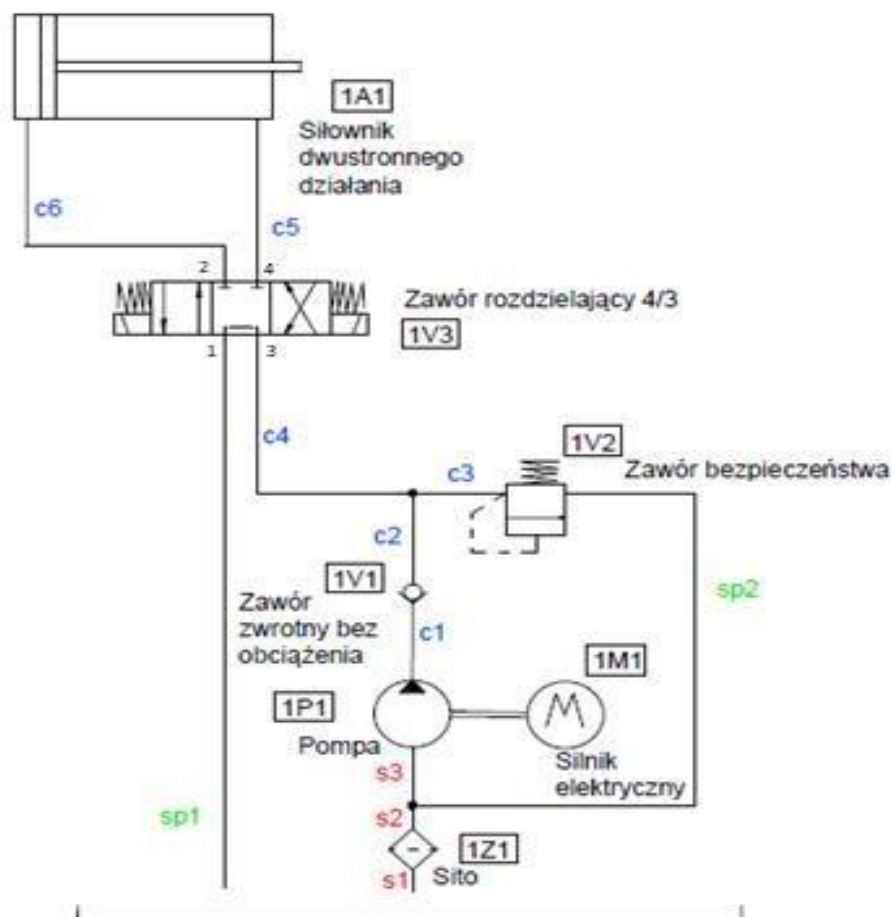 1A1
Siłownik
dwustronnego
działania
c6
c5
2 4
Zawór rozdzielający 4/3
1V3
1 3
c4
1V2
c3
Zawór bezpieczeństwa
c2
1V1
Zawór
zwrotny bez
obciążenia
c1
sp2
1M1
1P1
Pompa
M
Silnik
elektryczny
s3
sp1
s2
1Z1
s1
Sito